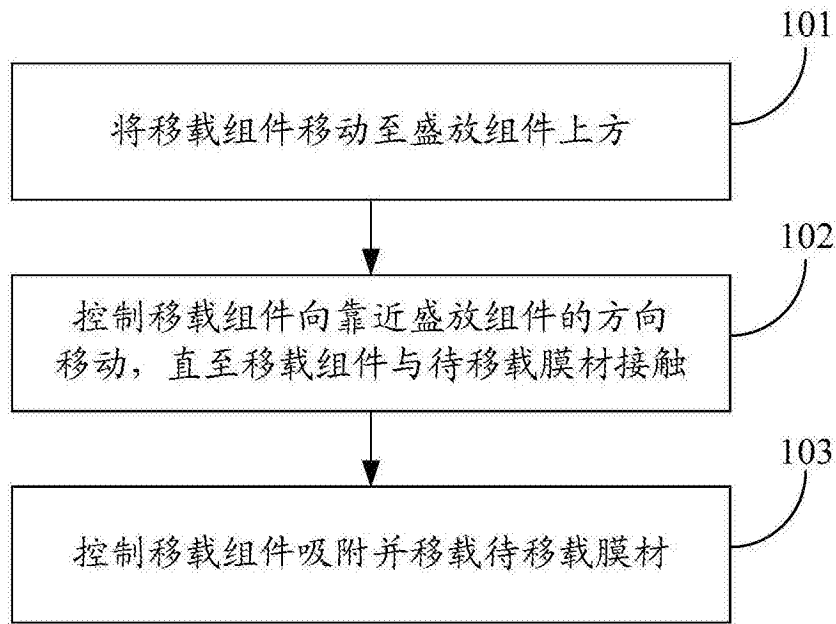 101
将移载组件移动至盛放组件上方
102
控制移载组件向靠近盛放组件的方向
移动，直至移载组件与待移载膜材接触
103
控制移载组件吸附并移载待移载膜材